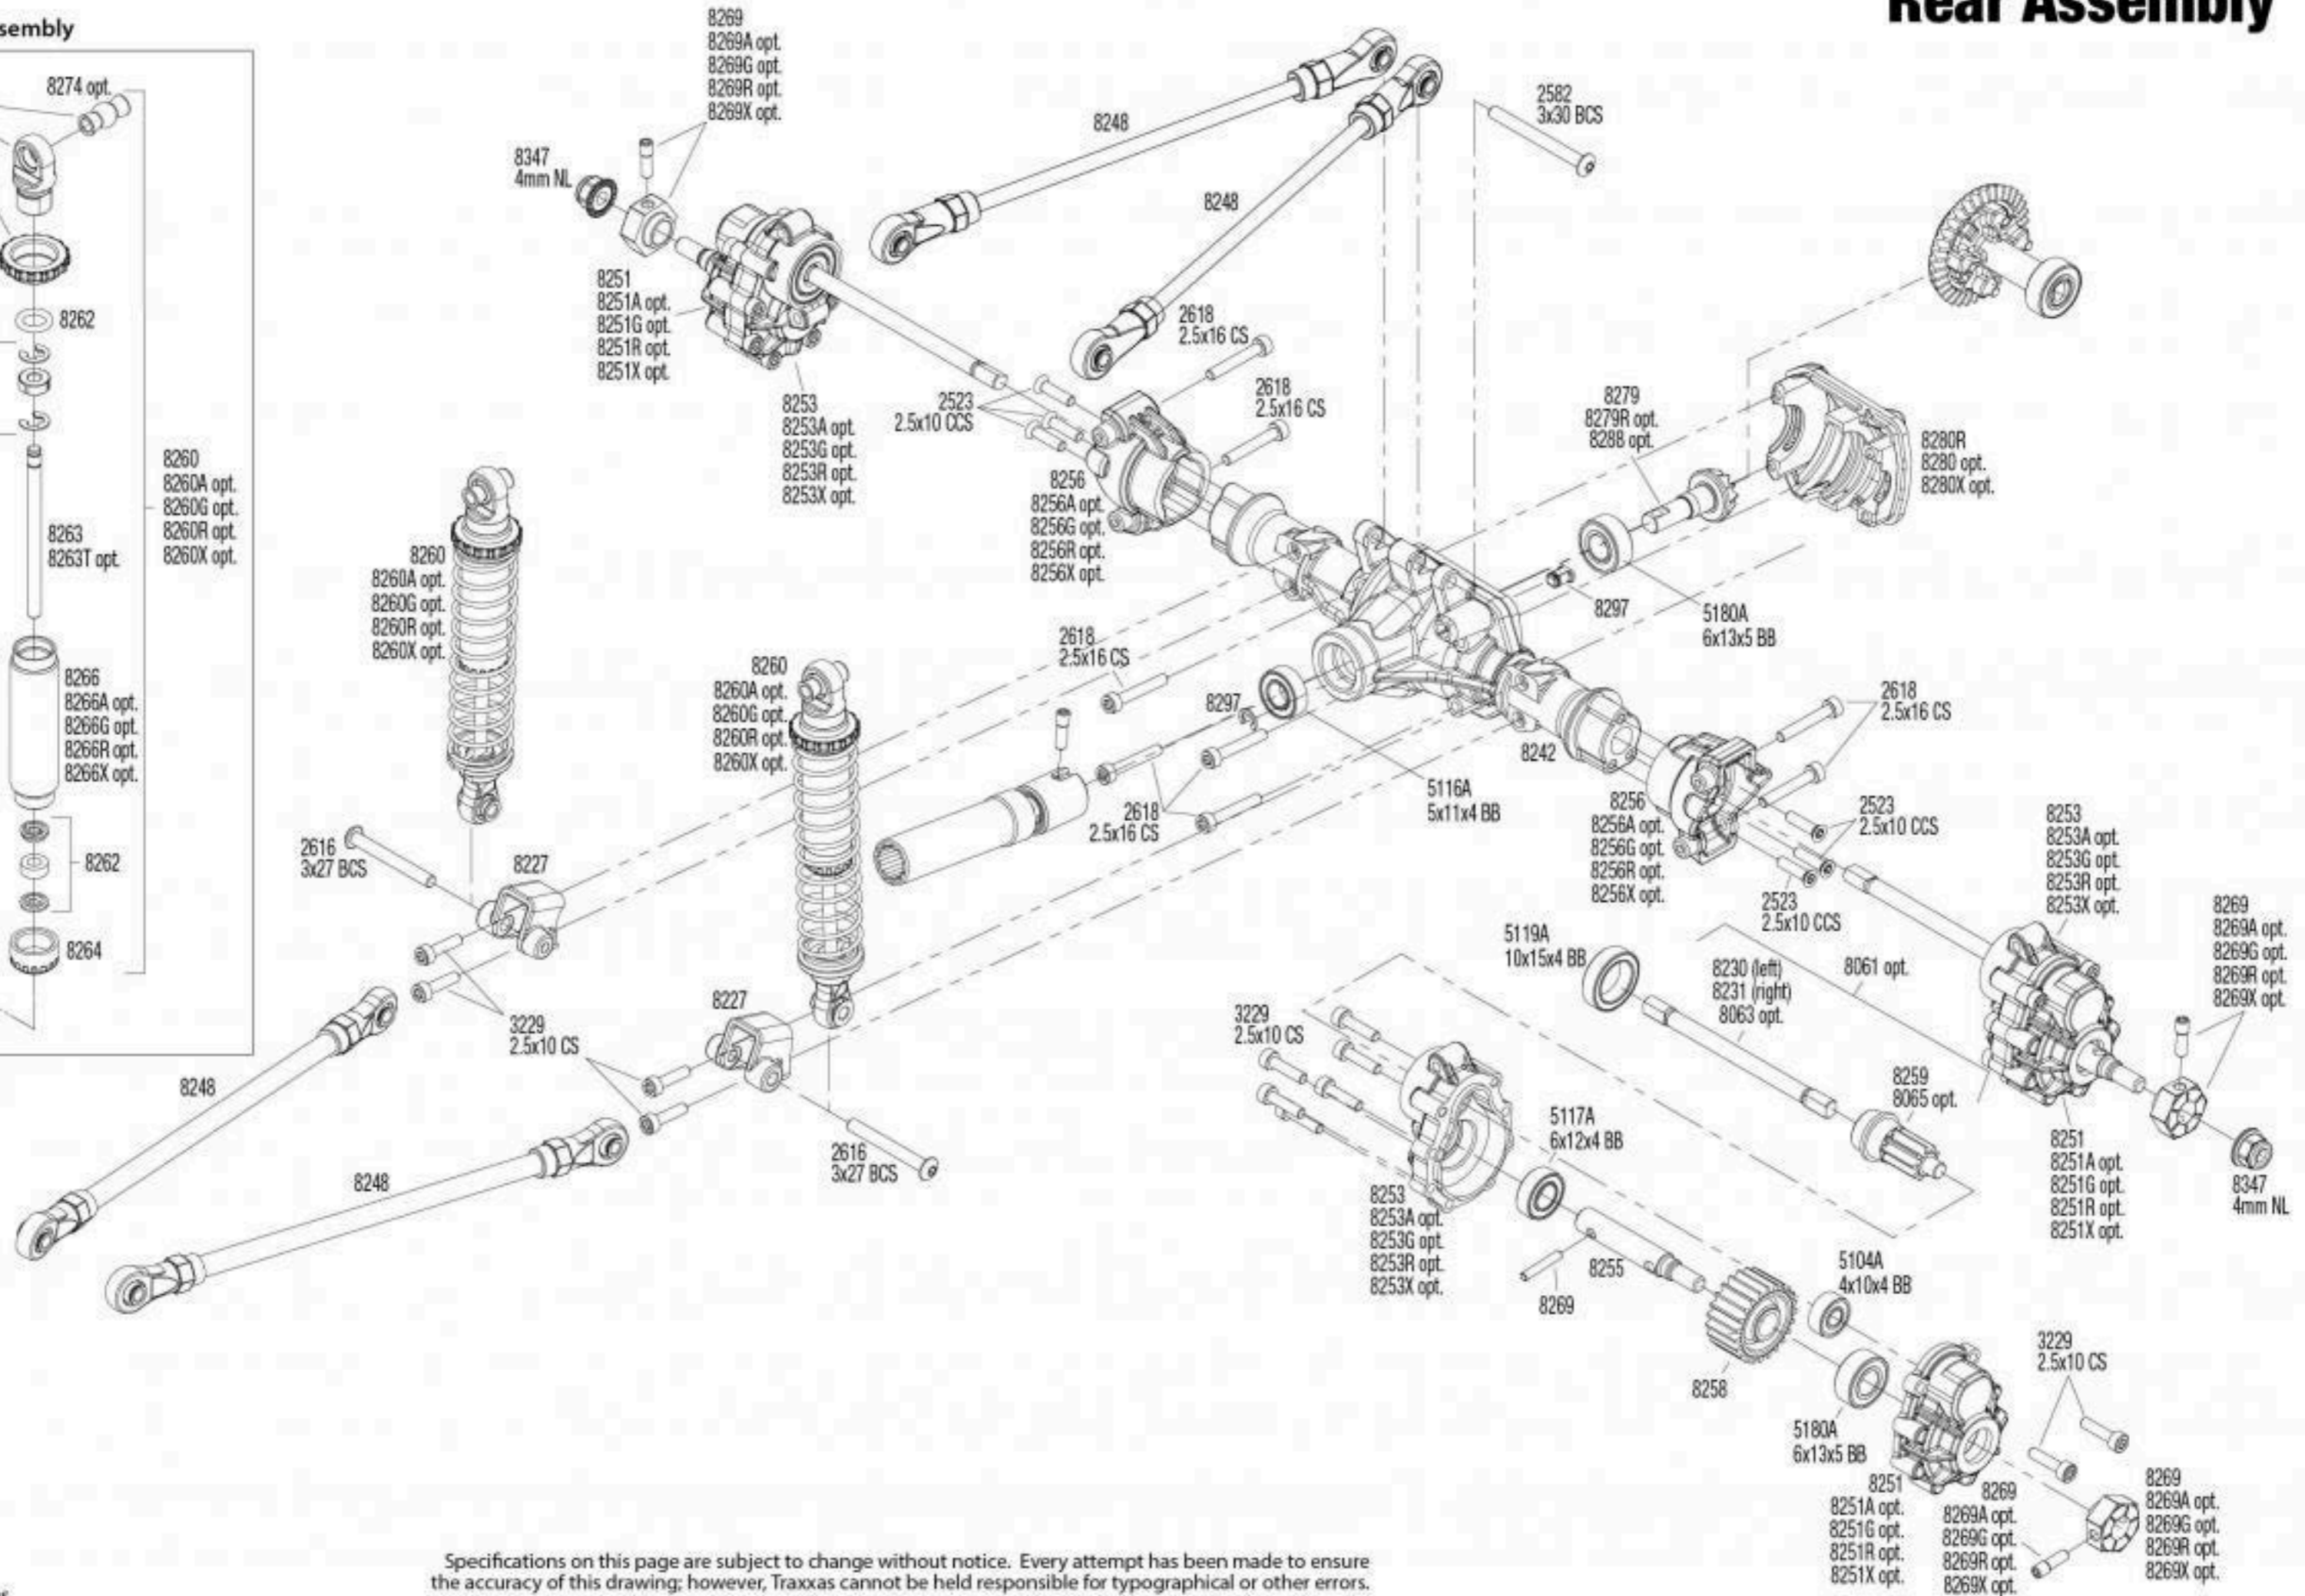 Rear Assembly
sembly
8274 opt.
8262
8263
8263T opt.
8260
8260A opt.
8260G opt.
8260R opt.
8260X opt.
8266
8266A opt.
8266G opt.
8266R opt.
8266X opt.
8262
8264
8269
8269A opt.
8269G opt.
8269R opt.
8269X opt.
8347
4mm NL
8251
8251A opt.
8251G opt.
8251R opt.
8251X opt.
8253
8253A opt.
8253G opt.
8253R opt.
8253X opt.
8248
8248
2582
3x30 BCS
2618
2.5x16 CS
2618
2.5x16 CS
2523
2.5x10 CCS
8256
8256A opt.
8256G opt.
8256R opt.
8256X opt.
8279
8279R opt.
8288 opt.
8280R
8280 opt.
8280X opt.
8297
5180A
6x13x5 BB
8260
8260A opt.
8260G opt.
8260R opt.
8260X opt.
8260
8260A opt.
8260G opt.
8260R opt.
8260X opt.
2618
2.5x16 CS
8297
2618
2.5x16 CS
5116A
5x11x4 BB
8242
2618
2.5x16 CS
8256
8256A opt.
8256G opt.
8256R opt.
8256X opt.
2523
2.5x10 CCS
2523
2.5x10 CCS
8253
8253A opt.
8253G opt.
8253R opt.
8253X opt.
8269
8269A opt.
8269G opt.
8269R opt.
8269X opt.
2616
3x27 BCS
8227
8227
3229
2.5x10 CS
8248
8248
2616
3x27 BCS
5119A
10x15x4 BB
8230 (left)
8231 (right)
8063 opt.
8061 opt.
3229
2.5x10 CS
8259
8065 opt.
5117A
6x12x4 BB
8251
8251A opt.
8251G opt.
8251R opt.
8251X opt.
8347
4mm NL
8253
8253A opt.
8253G opt.
8253R opt.
8253X opt.
8255
8269
5104A
4x10x4 BB
8258
5180A
6x13x5 BB
3229
2.5x10 CS
8251
8251A opt.
8251G opt.
8251R opt.
8251X opt.
8269
8269A opt.
8269G opt.
8269R opt.
8269X opt.
8269
8269A opt.
8269G opt.
8269R opt.
8269X opt.
Specifications on this page are subject to change without notice. Every attempt has been made to ensure
the accuracy of this drawing; however, Traxxas cannot be held responsible for typographical or other errors.